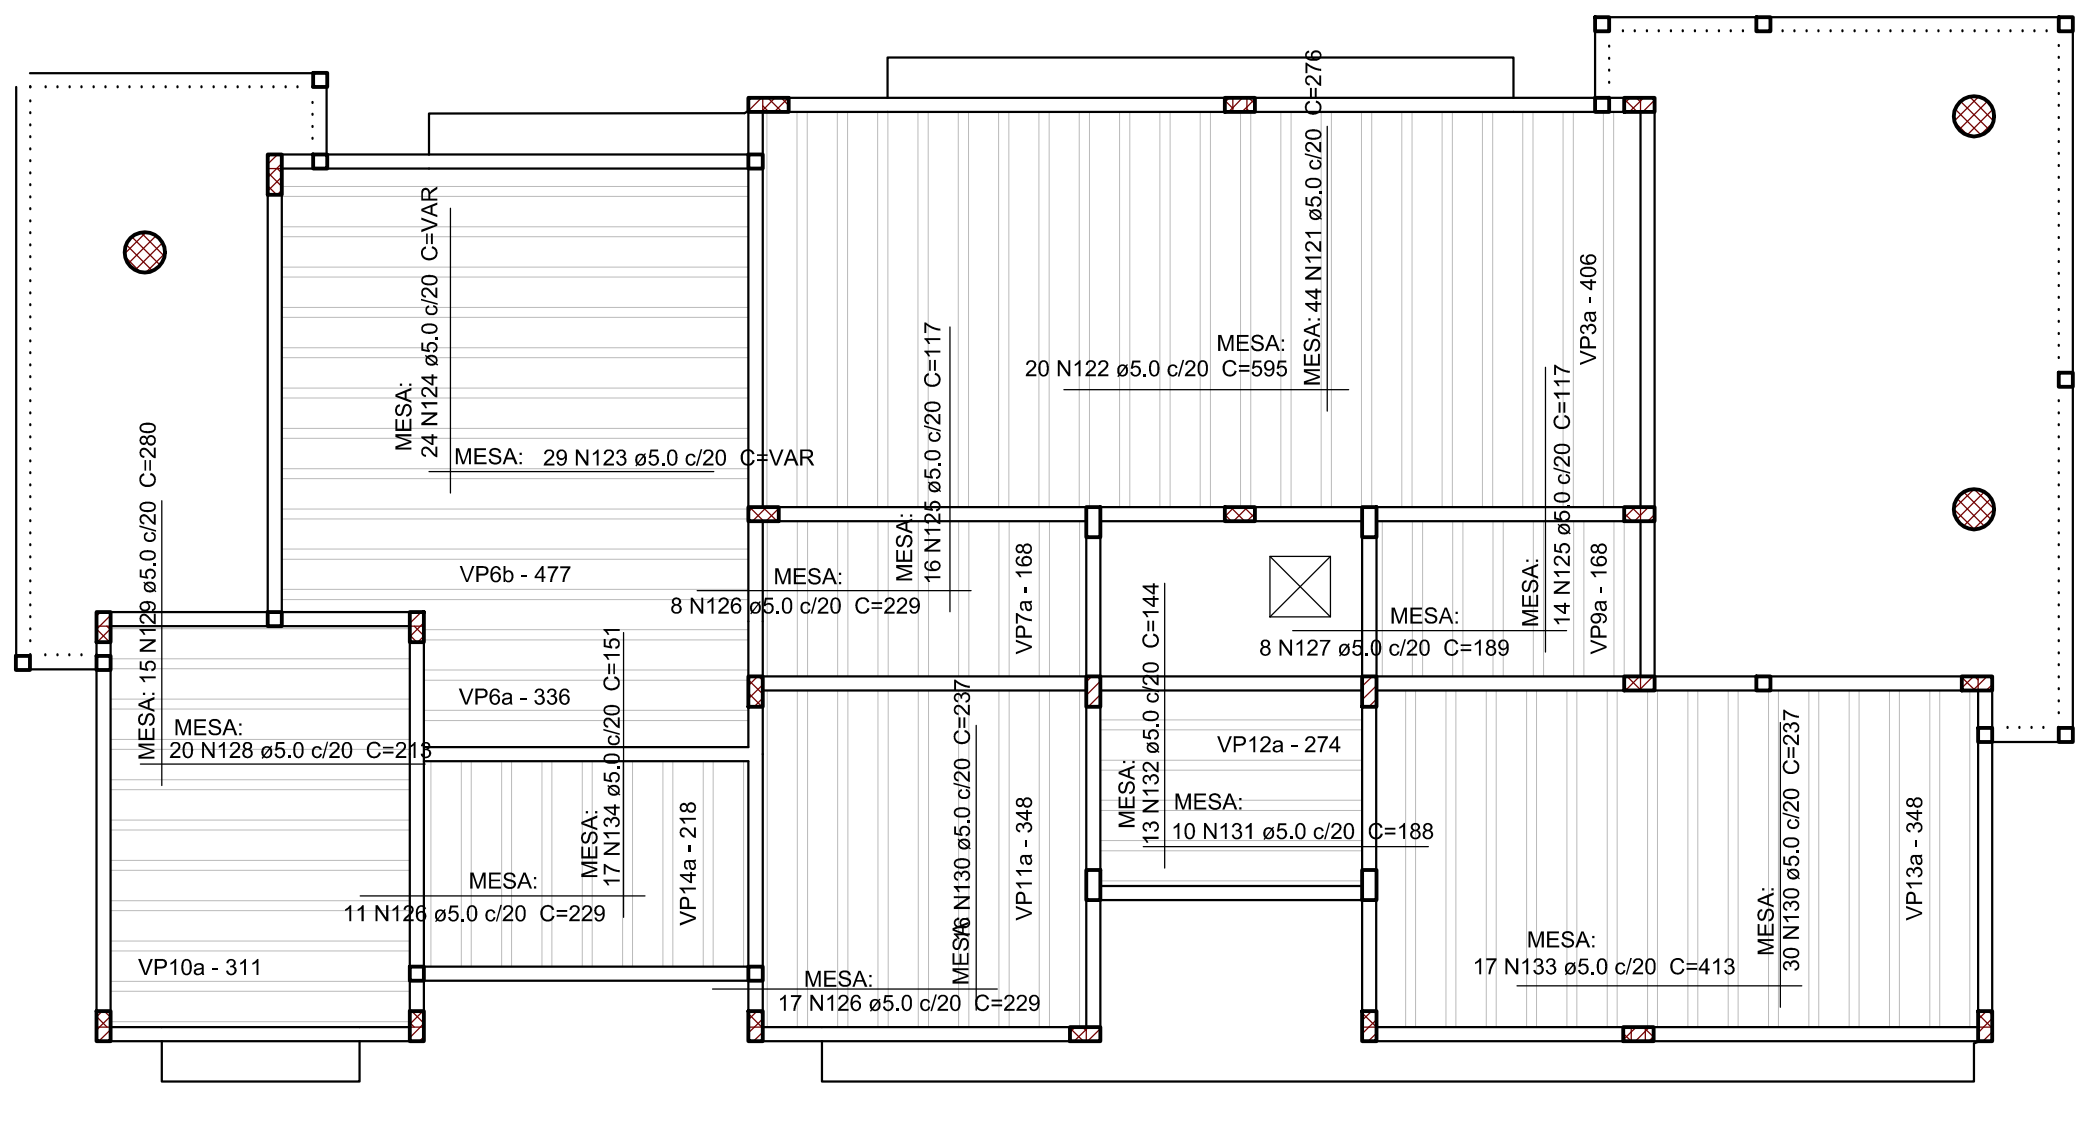 MESA: 44 N121 ø5.0 c/20  C=276
MESA:
20 N122 ø5.0 c/20  C=595
VP3a - 406
MESA:
24 N124 ø5.0 c/20  C=VAR
MESA:   29 N123 ø5.0 c/20  C=VAR
MESA:
16 N125 ø5.0 c/20  C=117
MESA:
14 N125 ø5.0 c/20  C=117
MESA: 15 N129 ø5.0 c/20  C=280
VP6b - 477
MESA:
8 N126 ø5.0 c/20  C=229
VP7a - 168
MESA:
8 N127 ø5.0 c/20  C=189
VP9a - 168
VP6a - 336
MESA:
20 N128 ø5.0 c/20  C=213
MESA:
17 N134 ø5.0 c/20  C=151
MESA:
16 N130 ø5.0 c/20  C=237
MESA:
13 N132 ø5.0 c/20  C=144
VP12a - 274
MESA:
10 N131 ø5.0 c/20  C=188
MESA:
30 N130 ø5.0 c/20  C=237
VP14a - 218
VP11a - 348
VP13a - 348
MESA:
11 N126 ø5.0 c/20  C=229
VP10a - 311
MESA:
17 N126 ø5.0 c/20  C=229
MESA:
17 N133 ø5.0 c/20  C=413